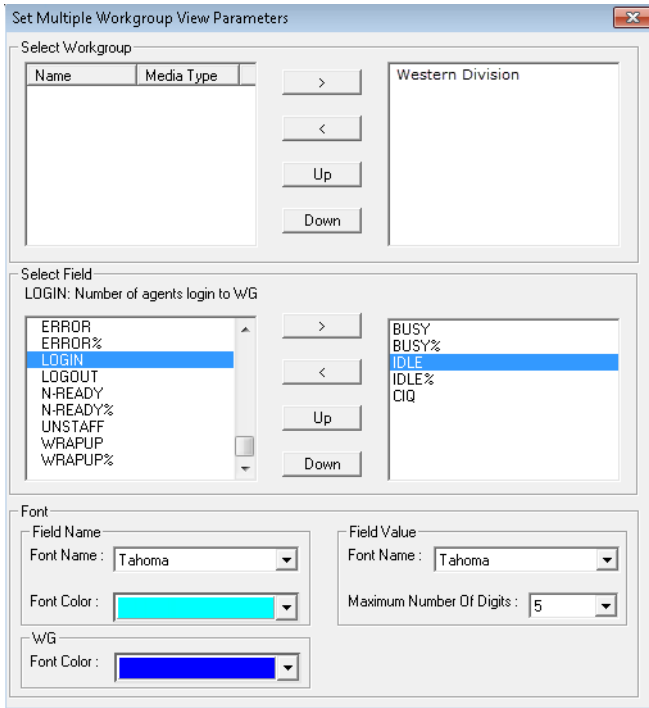 Set Multiple Workgroup View Parameters
Select Workgroup
Name Media Type
>
<
Up
Down
Western Division
Select Field
LOGIN: Number of agents login to WG
ERROR
ERROR%
LOGIN
LOGOUT
N-READY
N-READY%
UNSTAFF
WRAPUP
WRAPUP%
>
<
Up
Down
BUSY
BUSY%
IDLE
IDLE%
CIQ
Font
Field Name
Font Name : Tahoma
Font Color :
Field Value
Font Name : Tahoma
Maximum Number Of Digits : 5
WG
Font Color :